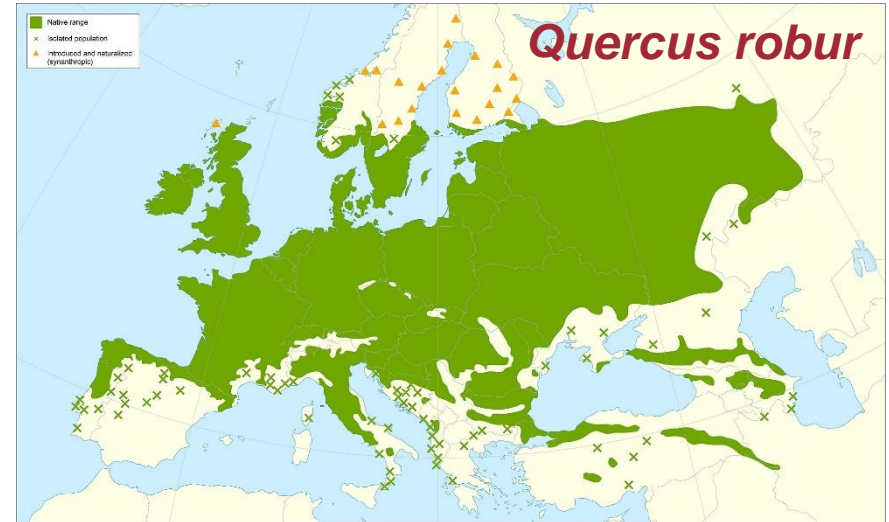 Quercus robur
Native range
Isolated population
Introduced and naturalized
(synanthropic)